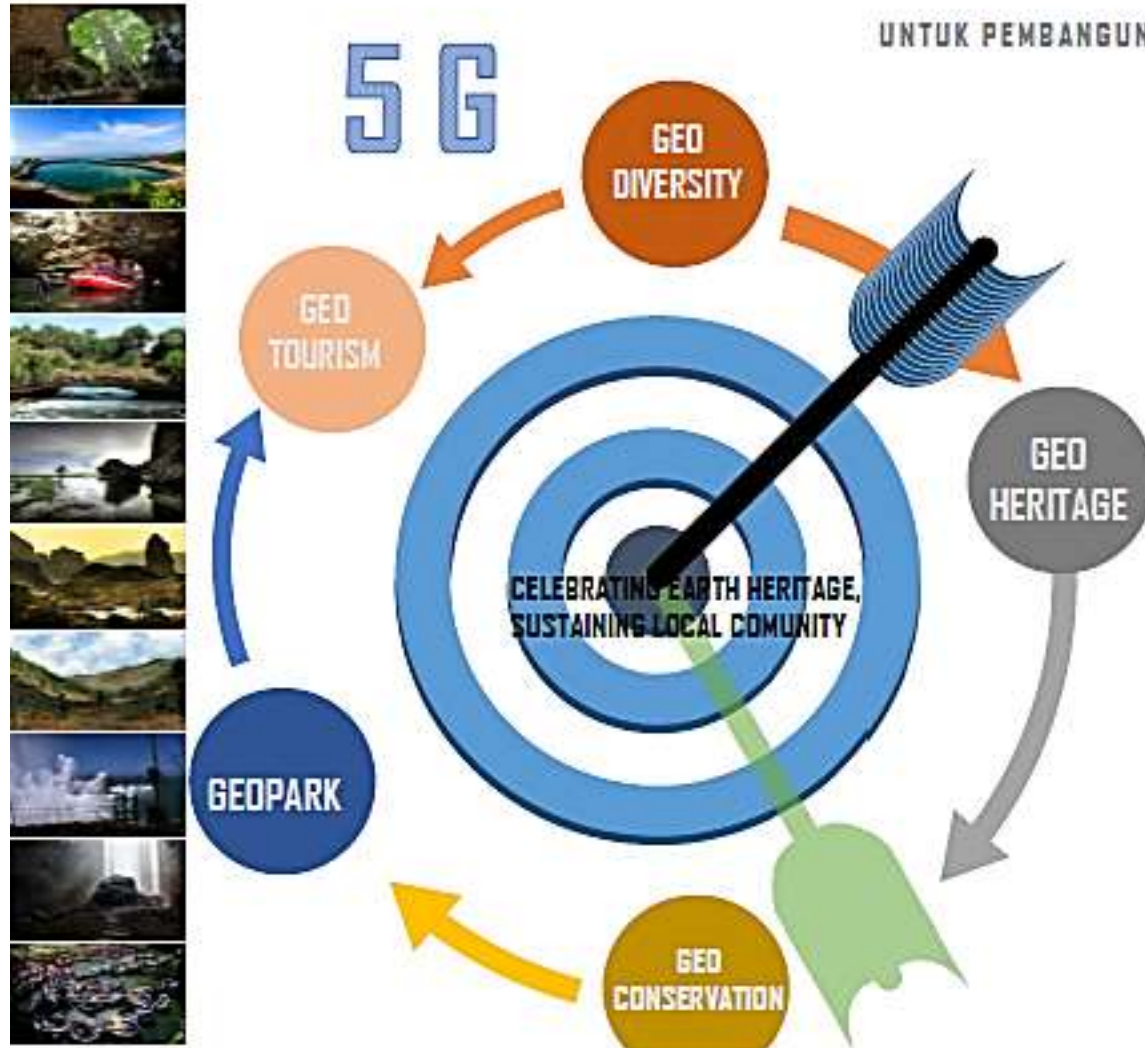 5 G
UNTUK PEMBANGUN
GEO
DIVERSITY
GEO
TOURISM
GEO
HERITAGE
CELEBRATING EARTH HERITAGE,
SUSTAINING LOCAL COMUNITY
GEOPARK
GEO
CONSERVATION